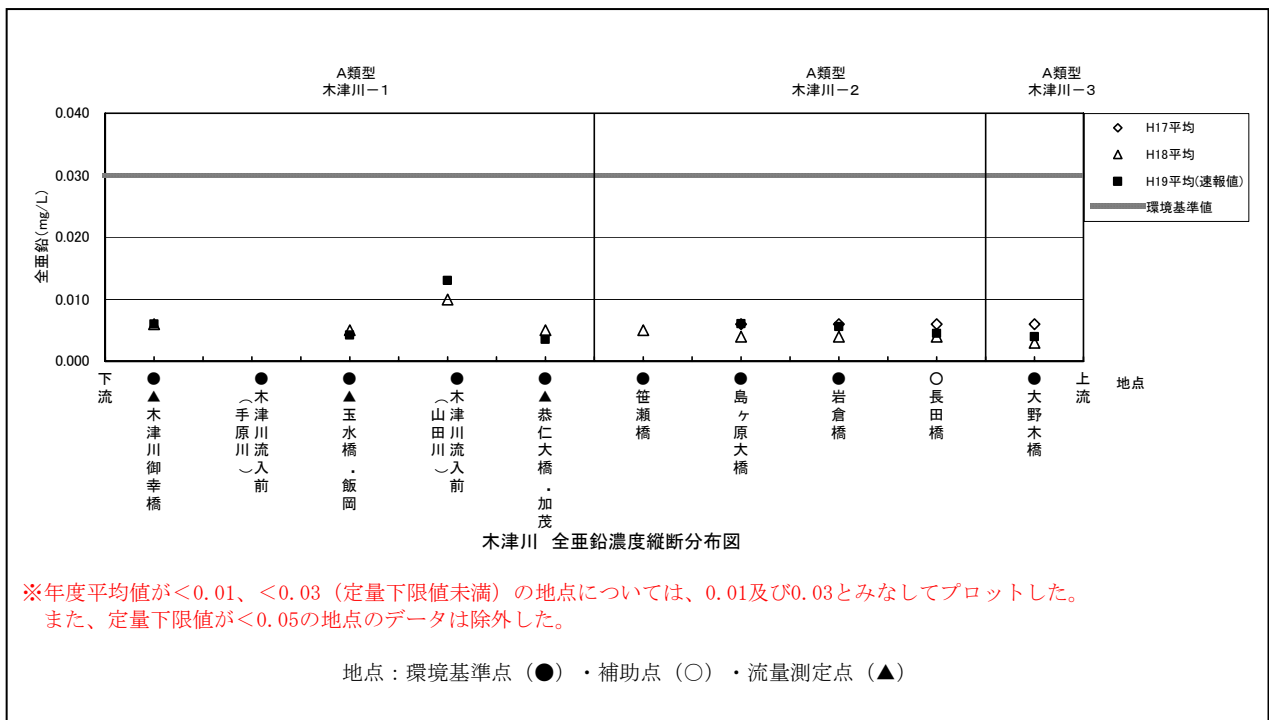 A類型
木津川－1
A類型
木津川－2
A類型
木津川－3
0.040
0.030
0.020
0.010
0.000
全亜鉛(mg/L)
H17平均
H18平均
H19平均(速報値)
環境基準値
下流
●▲木津川御幸橋
●木津川流入前
（手原川）
●▲玉水橋・飯岡
●木津川流入前
（山田川）
●▲恭仁大橋・加茂
●笹瀬橋
●島ヶ原大橋
●岩倉橋
○長田橋
●大野木橋
上流
地点
木津川 全亜鉛濃度縦断分布図
※年度平均値が＜0.01、＜0.03（定量下限値未満）の地点については、0.01及び0.03とみなしてプロットした。
また、定量下限値が＜0.05の地点のデータは除外した。
地点：環境基準点（●）・補助点（○）・流量測定点（▲）